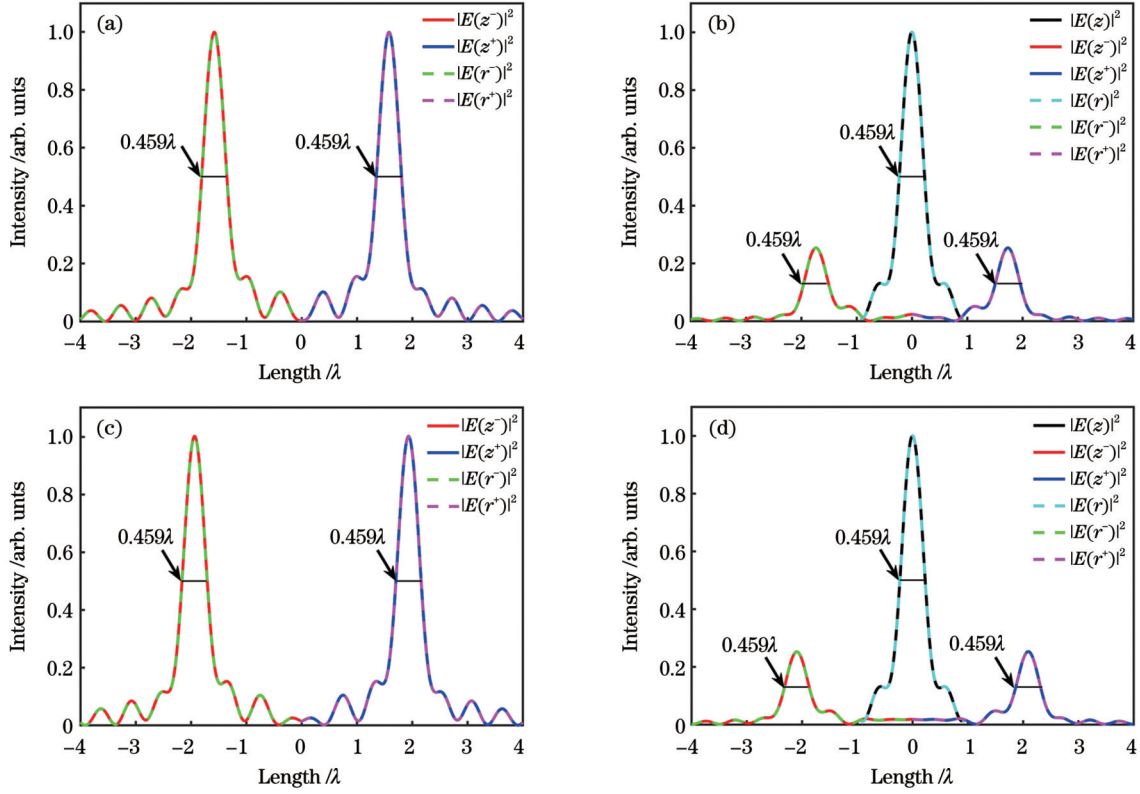 (a)
|E(z⁻)|²
|E(z⁺)|²
|E(r⁻)|²
|E(r⁺)|²
1.0
0.8
0.6
0.4
0.2
0
Intensity /arb. unts
0.459λ
0.459λ
−4 −3 −2 −1 0 1 2 3 4
Length /λ
(b)
|E(z)|²
|E(z⁻)|²
|E(z⁺)|²
|E(r)|²
|E(r⁻)|²
|E(r⁺)|²
1.0
0.8
0.6
0.4
0.2
0
Intensity /arb. unts
0.459λ
0.459λ
0.459λ
−4 −3 −2 −1 0 1 2 3 4
Length /λ
(c)
|E(z⁻)|²
|E(z⁺)|²
|E(r⁻)|²
|E(r⁺)|²
1.0
0.8
0.6
0.4
0.2
0
Intensity /arb. unts
0.459λ
0.459λ
−4 −3 −2 −1 0 1 2 3 4
Length /λ
(d)
|E(z)|²
|E(z⁻)|²
|E(z⁺)|²
|E(r)|²
|E(r⁻)|²
|E(r⁺)|²
1.0
0.8
0.6
0.4
0.2
0
Intensity /arb. unts
0.459λ
0.459λ
0.459λ
−4 −3 −2 −1 0 1 2 3 4
Length /λ